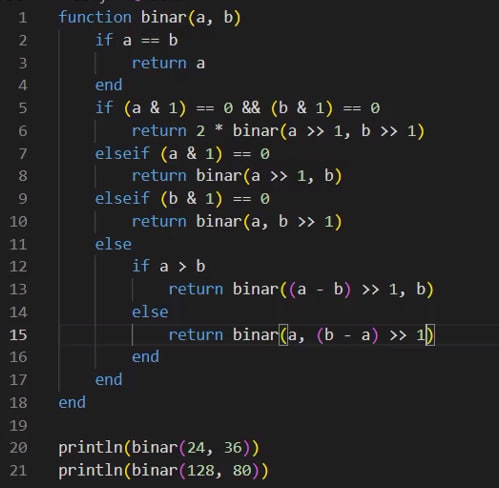 1 function binar(a, b)
2     if a == b
3         return a
4     end
5     if (a & 1) == 0 && (b & 1) == 0
6         return 2 * binar(a >> 1, b >> 1)
7     elseif (a & 1) == 0
8         return binar(a >> 1, b)
9     elseif (b & 1) == 0
10         return binar(a, b >> 1)
11     else
12         if a > b
13             return binar((a - b) >> 1, b)
14         else
15             return binar(a, (b - a) >> 1)
16         end
17     end
18 end
19
20 println(binar(24, 36))
21 println(binar(128, 80))